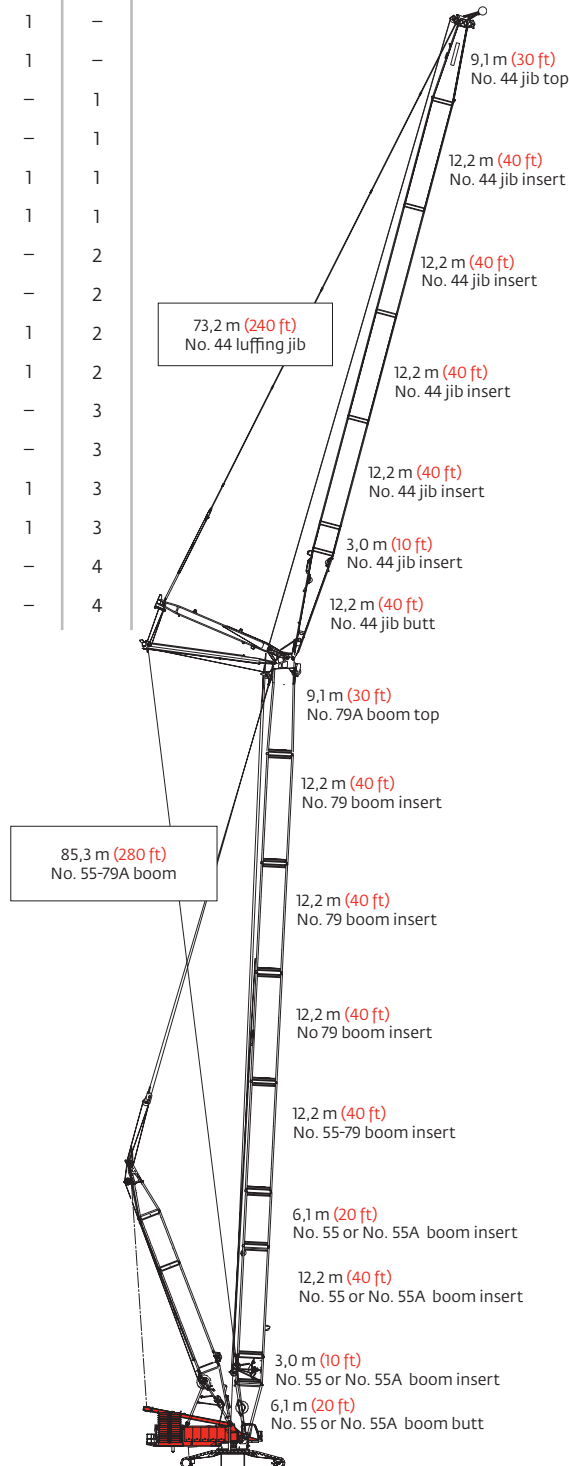 1 –
1 –
– 1
– 1
1 1
1 1
– 2
– 2
1 2
1 2
– 3
– 3
1 3
1 3
– 4
– 4
9,1 m (30 ft)
No. 44 jib top
12,2 m (40 ft)
No. 44 jib insert
12,2 m (40 ft)
No. 44 jib insert
73,2 m (240 ft)
No. 44 luffing jib
12,2 m (40 ft)
No. 44 jib insert
12,2 m (40 ft)
No. 44 jib insert
3,0 m (10 ft)
No. 44 jib insert
12,2 m (40 ft)
No. 44 jib butt
9,1 m (30 ft)
No. 79A boom top
12,2 m (40 ft)
No. 79 boom insert
85,3 m (280 ft)
No. 55-79A boom
12,2 m (40 ft)
No. 79 boom insert
12,2 m (40 ft)
No 79 boom insert
12,2 m (40 ft)
No. 55-79 boom insert
6,1 m (20 ft)
No. 55 or No. 55A boom insert
12,2 m (40 ft)
No. 55 or No. 55A boom insert
3,0 m (10 ft)
No. 55 or No. 55A boom insert
6,1 m (20 ft)
No. 55 or No. 55A boom butt